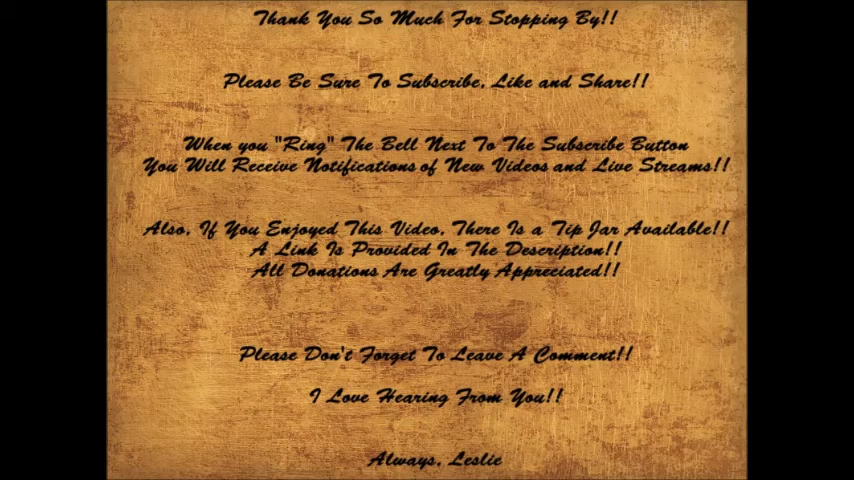 Thank You So Much For Stopping By!!
Please Be Sure To Subscribe, Like and Share!!
When you "Ring" The Bell Next To The Subscribe Button
You Will Receive Notifications of New Videos and Live Streams!!
Also, If You Enjoyed This Video, There Is a Tip Jar Available!!
A Link Is Provided In The Description!!
All Donations Are Greatly Appreciated!!
Please Don't Forget To Leave A Comment!!
I Love Hearing From You!!
Always, Leslie